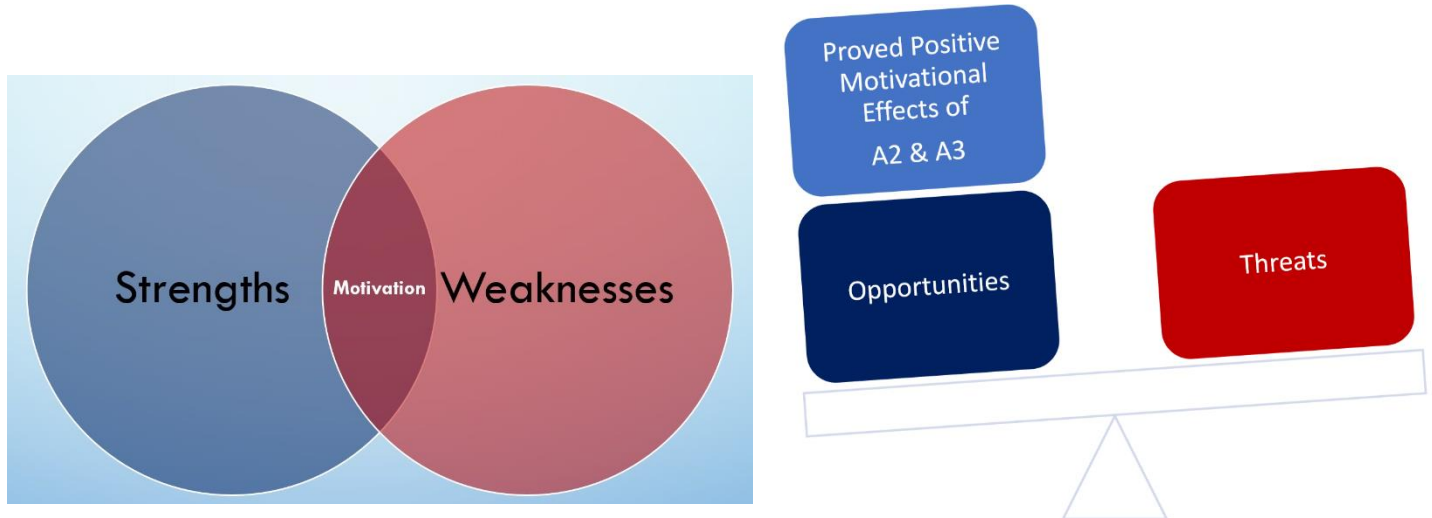 Strengths
Motivation
Weaknesses
Proved Positive
Motivational
Effects of
A2 & A3
Opportunities
Threats